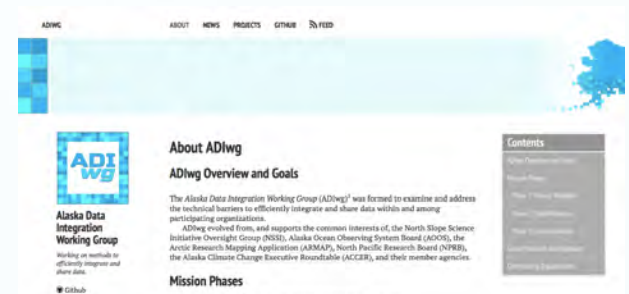 ADIWG
ABOUT NEWS PROJECTS GITHUB FEED
ADI
wg
Alaska Data
Integration
Working Group
Working on methods to
efficiently integrate and
share data.
Github
About ADIwg
ADIwg Overview and Goals
The Alaska Data Integration Working Group (ADIwg)¹ was formed to examine and address
the technical barriers to efficiently integrate and share data within and among
participating organizations.
ADIwg evolved from, and supports the common interests of, the North Slope Science
Initiative Oversight Group (NSSI), Alaska Ocean Observing System Board (AOOS), the
Arctic Research Mapping Application (ARMAP), North Pacific Research Board (NPRB),
the Alaska Climate Change Executive Roundtable (ACCER), and their member agencies.
Mission Phases
Contents